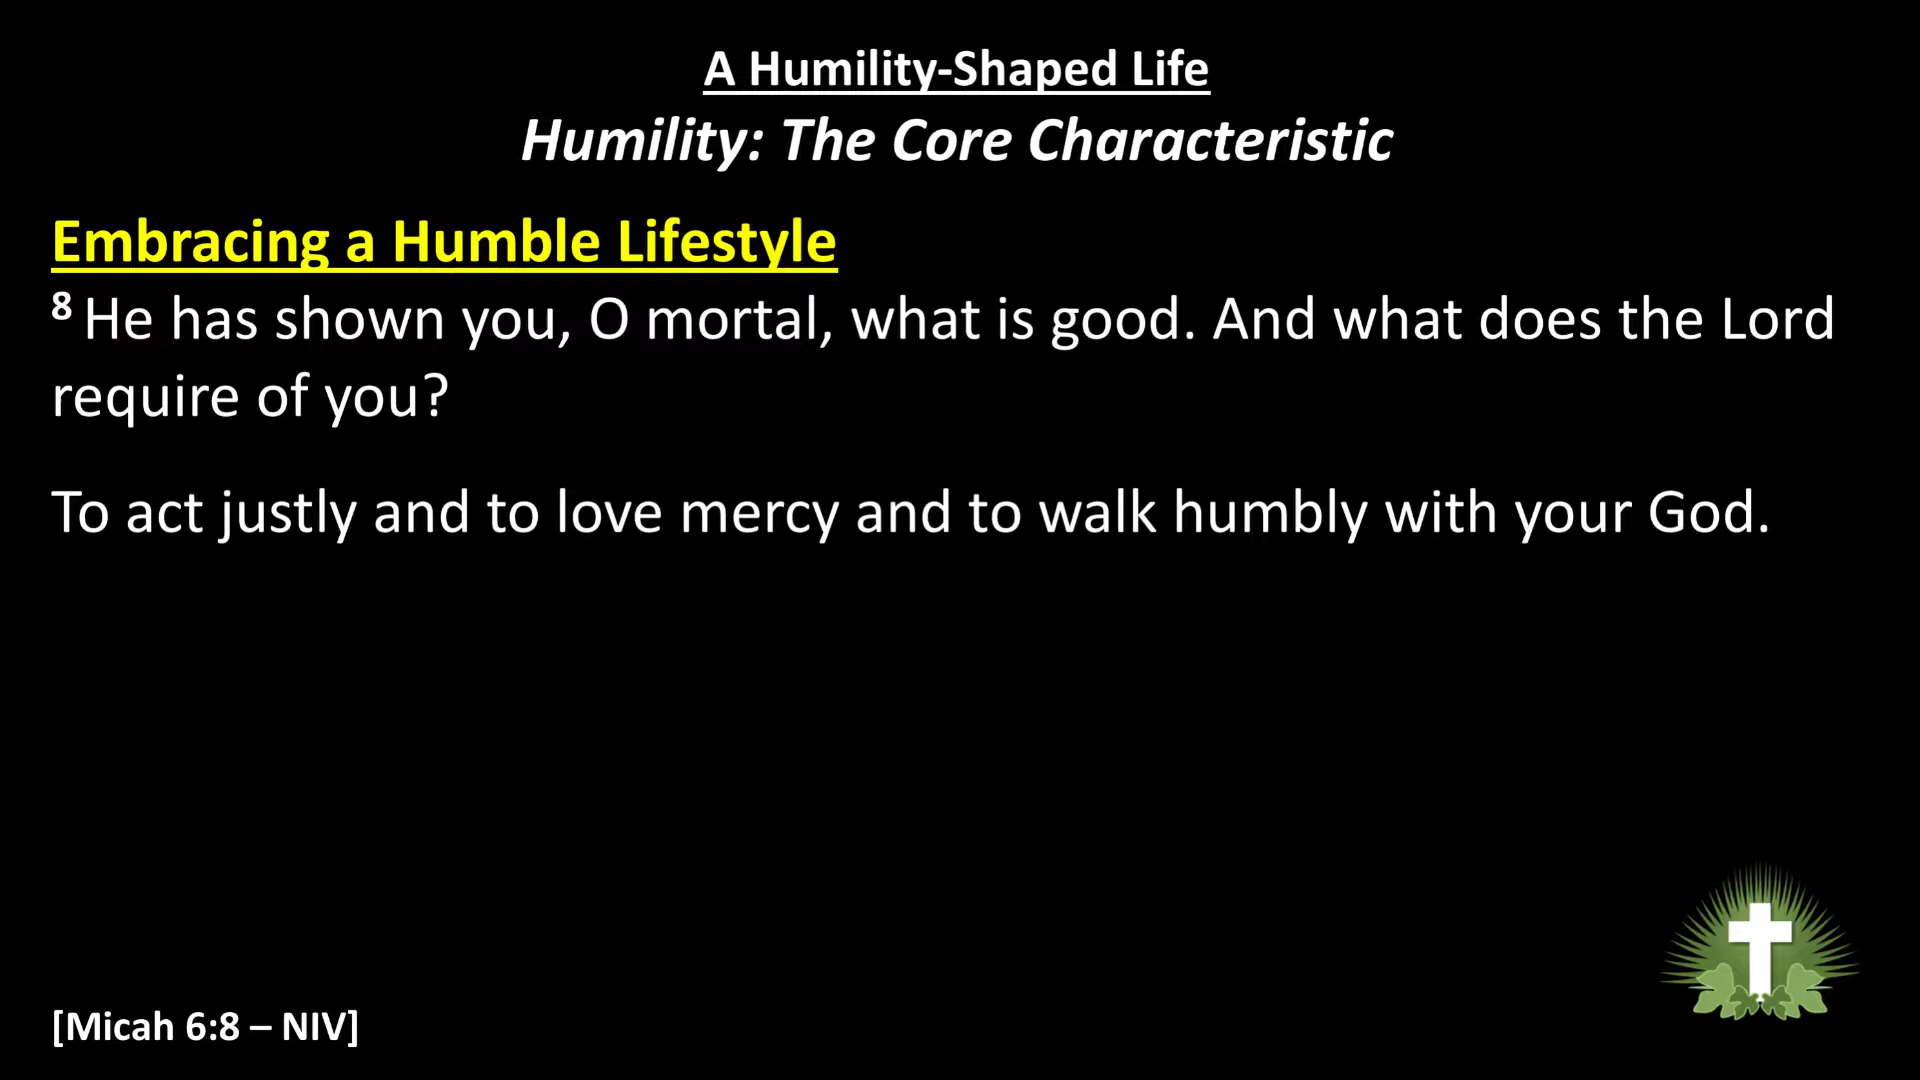 A Humility-Shaped Life
Humility: The Core Characteristic
Embracing a Humble Lifestyle
8 He has shown you, O mortal, what is good. And what does the Lord
require of you?
To act justly and to love mercy and to walk humbly with your God.
[Micah 6:8 – NIV]